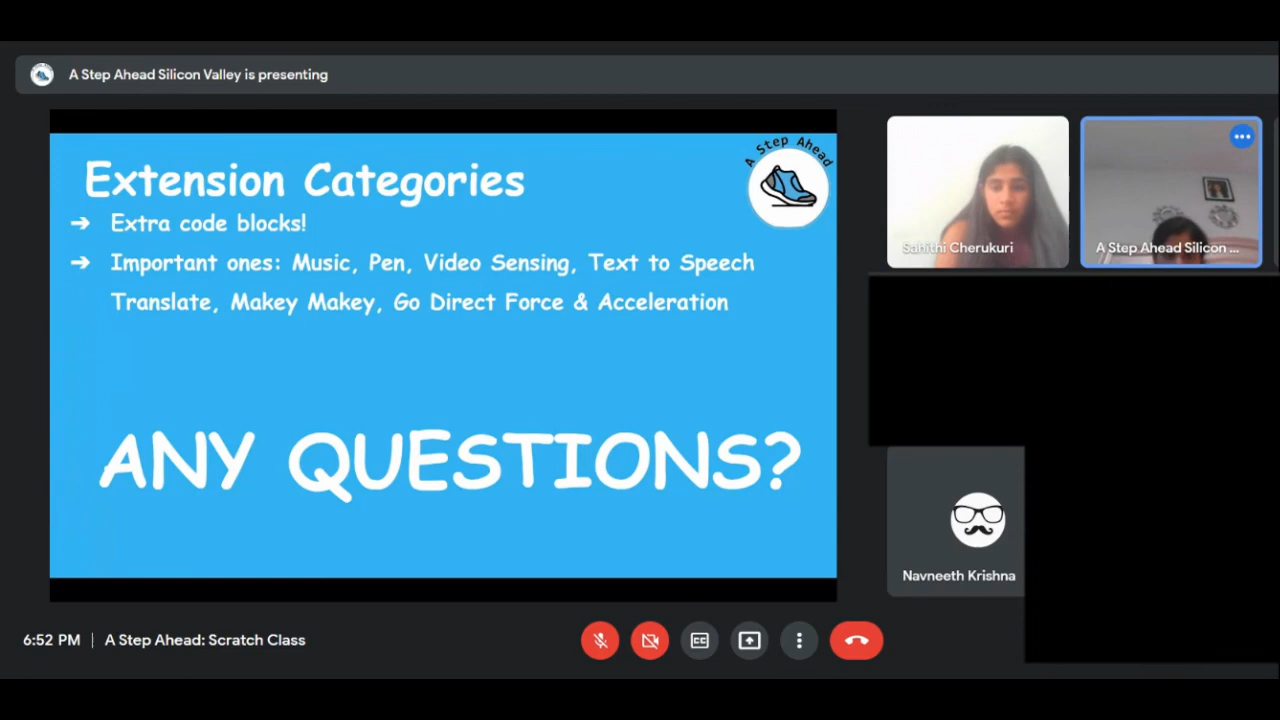 A Step Ahead Silicon Valley is presenting
A Step Ahead
Extension Categories
➔ Extra code blocks!
➔ Important ones: Music, Pen, Video Sensing, Text to Speech
Translate, Makey Makey, Go Direct Force & Acceleration
ANY QUESTIONS?
Sahithi Cherukuri
A Step Ahead Silicon ...
Navneeth Krishna
6:52 PM | A Step Ahead: Scratch Class
CC